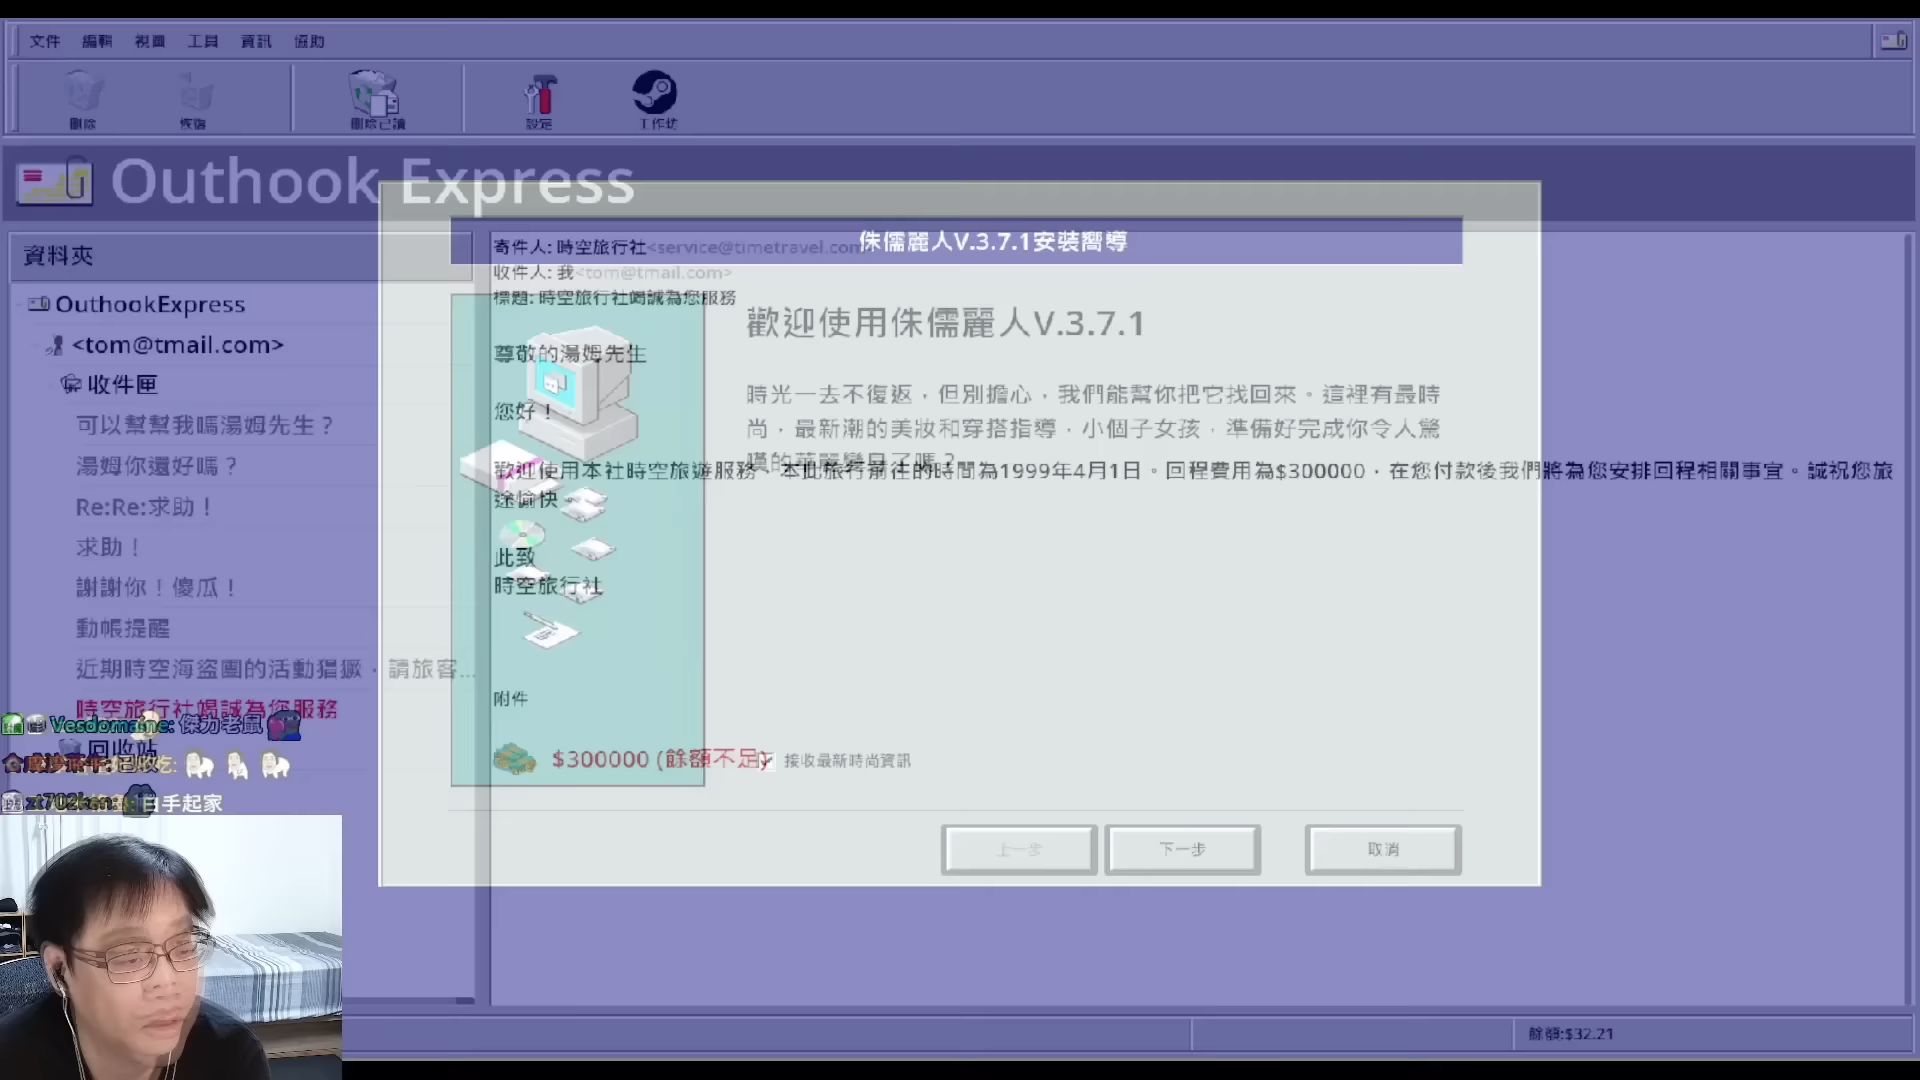 文件 編輯 視圖 工具 資訊 協助
刪除 恢復 刪除已讀 設定 工作坊
Outhook Express
資料夾
OuthookExpress
<tom@tmail.com>
收件匣
可以幫幫我嗎湯姆先生？
湯姆你還好嗎？
Re:Re:求助！
求助！
謝謝你！傻瓜！
動帳提醒
近期時空海盜團的活動猖獗，請旅客...
時空旅行社竭誠為您服務
回收站
寄件人: 時空旅行社<service@timetravel.com
收件人: 我<tom@tmail.com>
標題: 時空旅行社竭誠為您服務
尊敬的湯姆先生
您好！
歡迎使用本社時空旅遊服務，本此旅行前往的時間為1999年4月1日。回程費用為$300000，在您付款後我們將為您安排回程相關事宜。誠祝您旅
途愉快
此致
時空旅行社
附件
$300000 (餘額不足)
侏儒麗人V.3.7.1安裝嚮導
歡迎使用侏儒麗人V.3.7.1
時光一去不復返，但別擔心，我們能幫你把它找回來。這裡有最時
尚，最新潮的美妝和穿搭指導，小個子女孩，準備好完成你令人驚
嘆的華麗變身了嗎？
接收最新時尚資訊
上一步 下一步 取消
Vesdomaine: 傑力老鼠
zt702ken: 白手起家
餘額:$32.21